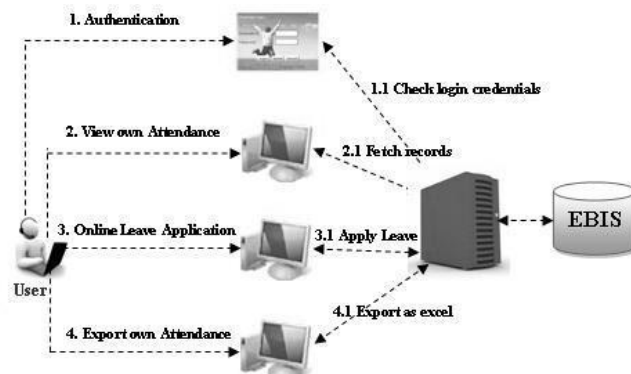 1. Authentication
1.1 Check login credentials
2. View own Attendance
2.1 Fetch records
3. Online Leave Application
3.1 Apply Leave
EBIS
User
4.1 Export as excel
4. Export own Attendance